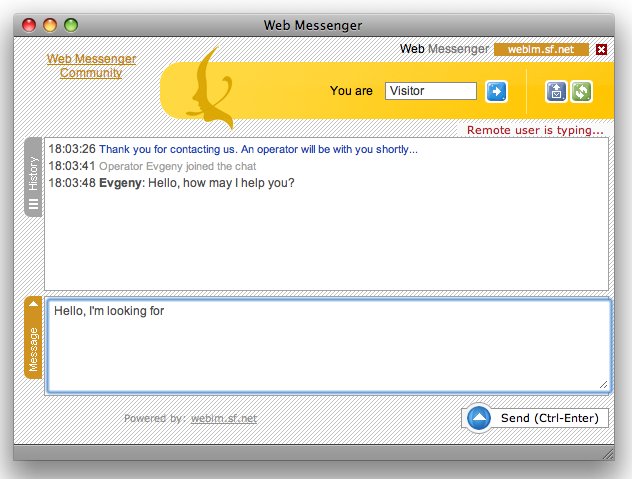 Web Messenger
Web Messenger
Community
Web Messenger webim.sf.net
You are Visitor
Remote user is typing...
History
18:03:26 Thank you for contacting us. An operator will be with you shortly...
18:03:41 Operator Evgeny joined the chat
18:03:48 Evgeny: Hello, how may I help you?
Message
Hello, I'm looking for
Powered by: webim.sf.net
Send (Ctrl-Enter)